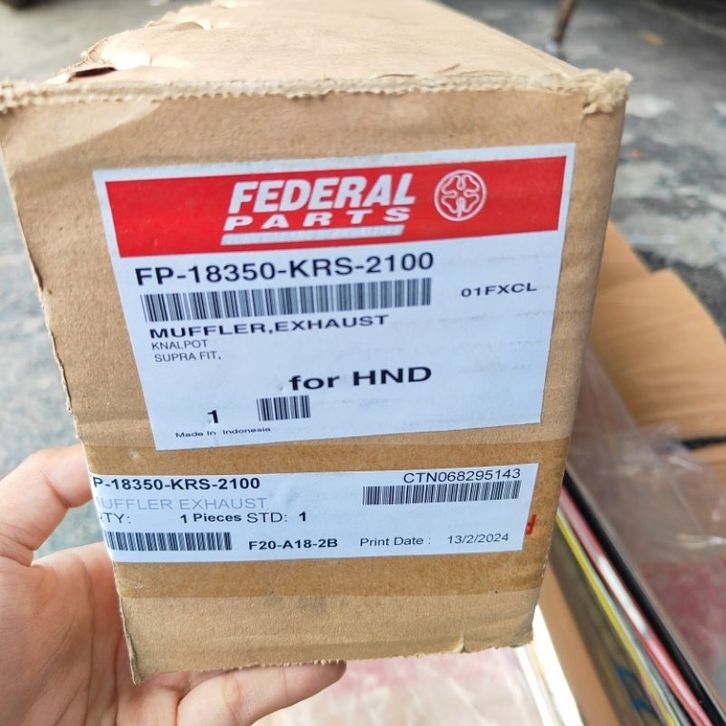 FEDERAL
PARTS
FP-18350-KRS-2100
01FXCL
MUFFLER,EXHAUST
KNALPOT
SUPRA FIT,
for HND
1
Made in Indonesia
P-18350-KRS-2100
CTN068295143
UFFLER EXHAUST
TY: 1 Pieces STD: 1
F20-A18-2B Print Date : 13/2/2024